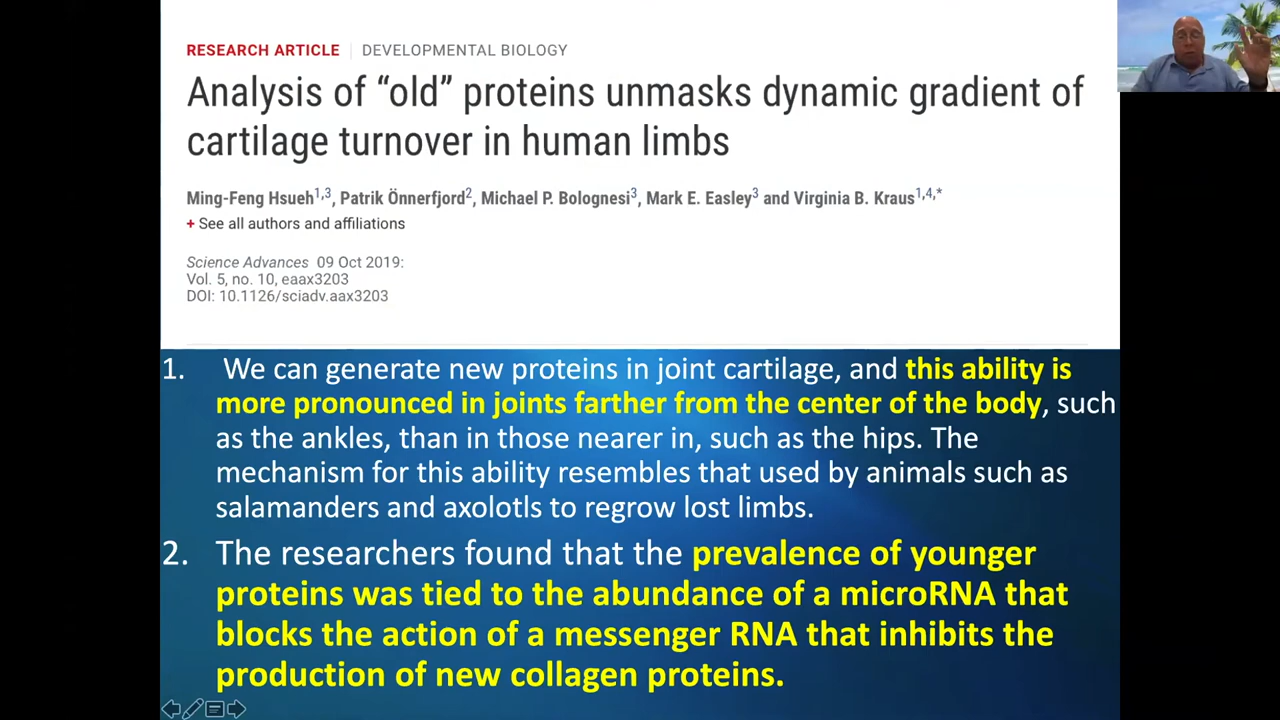 RESEARCH ARTICLE | DEVELOPMENTAL BIOLOGY
Analysis of “old” proteins unmasks dynamic gradient of
cartilage turnover in human limbs
Ming-Feng Hsueh1,3, Patrik Önnerfjord2, Michael P. Bolognesi3, Mark E. Easley3 and Virginia B. Kraus1,4,*
+ See all authors and affiliations
Science Advances 09 Oct 2019:
Vol. 5, no. 10, eaax3203
DOI: 10.1126/sciadv.aax3203
1. We can generate new proteins in joint cartilage, and this ability is
more pronounced in joints farther from the center of the body, such
as the ankles, than in those nearer in, such as the hips. The
mechanism for this ability resembles that used by animals such as
salamanders and axolotls to regrow lost limbs.
2. The researchers found that the prevalence of younger
proteins was tied to the abundance of a microRNA that
blocks the action of a messenger RNA that inhibits the
production of new collagen proteins.